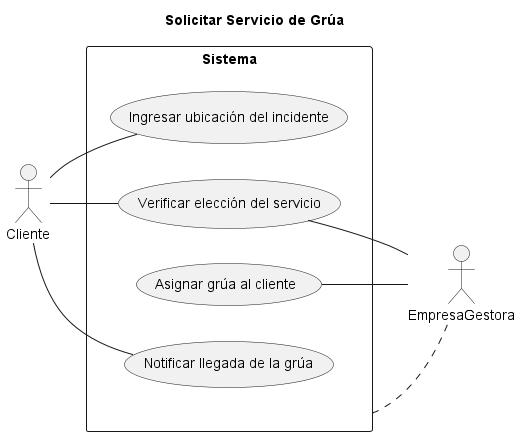 Solicitar Servicio de Grúa
Sistema
Ingresar ubicación del incidente
Verificar elección del servicio
Cliente
Asignar grúa al cliente
EmpresaGestora
Notificar llegada de la grúa